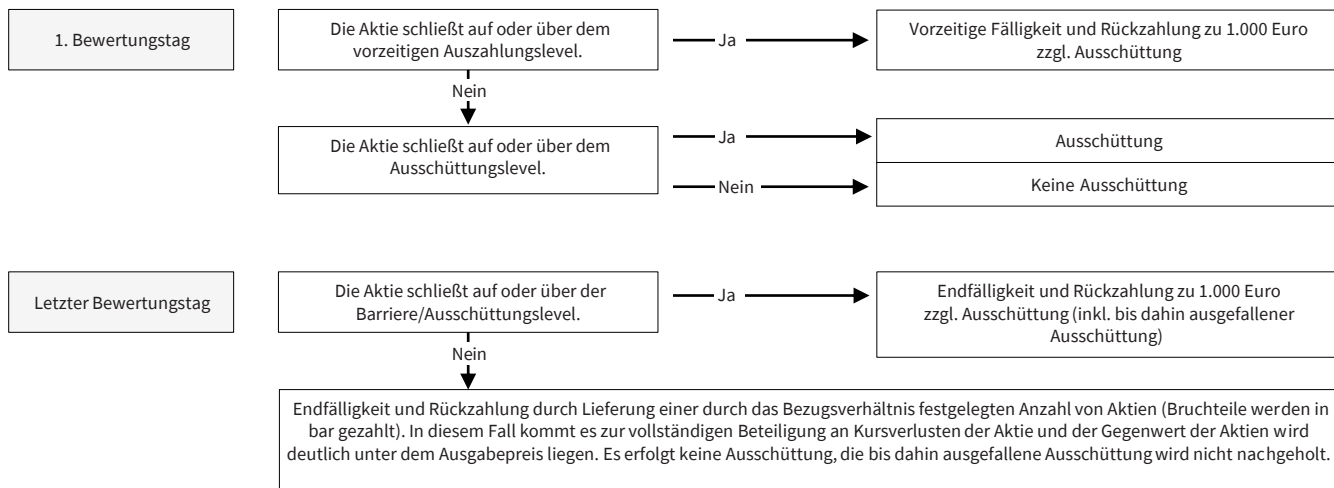 1. Bewertungstag
Die Aktie schließt auf oder über dem
vorzeitigen Auszahlungslevel.
Ja
Vorzeitige Fälligkeit und Rückzahlung zu 1.000 Euro
zzgl. Ausschüttung
Nein
Die Aktie schließt auf oder über dem
Ausschüttungslevel.
Ja
Ausschüttung
Nein
Keine Ausschüttung
Letzter Bewertungstag
Die Aktie schließt auf oder über der
Barriere/Ausschüttungslevel.
Ja
Endfälligkeit und Rückzahlung zu 1.000 Euro
zzgl. Ausschüttung (inkl. bis dahin ausgefallener
Ausschüttung)
Nein
Endfälligkeit und Rückzahlung durch Lieferung einer durch das Bezugsverhältnis festgelegten Anzahl von Aktien (Bruchteile werden in
bar gezahlt). In diesem Fall kommt es zur vollständigen Beteiligung an Kursverlusten der Aktie und der Gegenwert der Aktien wird
deutlich unter dem Ausgabepreis liegen. Es erfolgt keine Ausschüttung, die bis dahin ausgefallene Ausschüttung wird nicht nachgeholt.